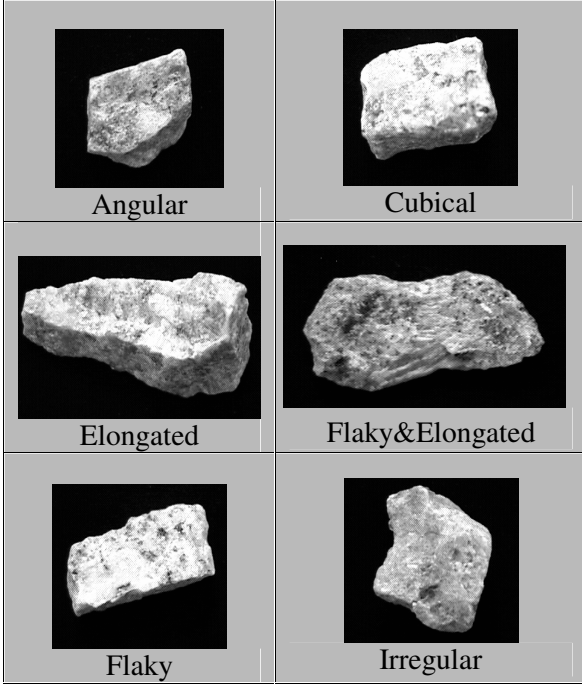 Angular
Cubical
Elongated
Flaky&Elongated
Flaky
Irregular